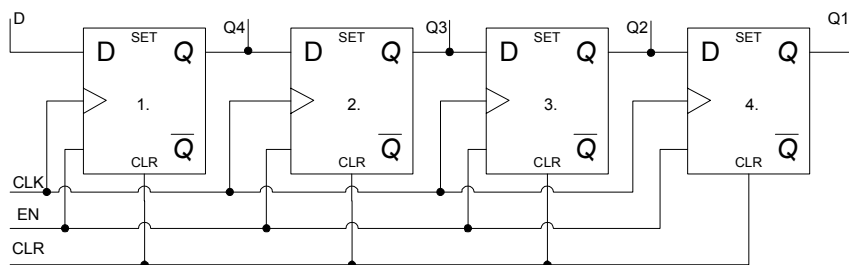 D Q4 Q3 Q2 Q1
SET SET SET SET
D Q D Q D Q D Q
1. 2. 3. 4.
Q̅ Q̅ Q̅ Q̅
CLR CLR CLR CLR
CLK
EN
CLR